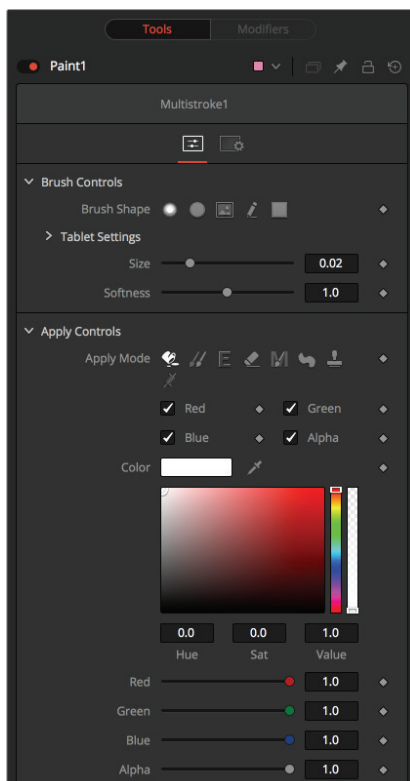 Tools Modifiers
Paint1
Multistroke1
Brush Controls
Brush Shape
Tablet Settings
Size 0.02
Softness 1.0
Apply Controls
Apply Mode
Red Green
Blue Alpha
Color
0.0 0.0 1.0
Hue Sat Value
Red 1.0
Green 1.0
Blue 1.0
Alpha 1.0